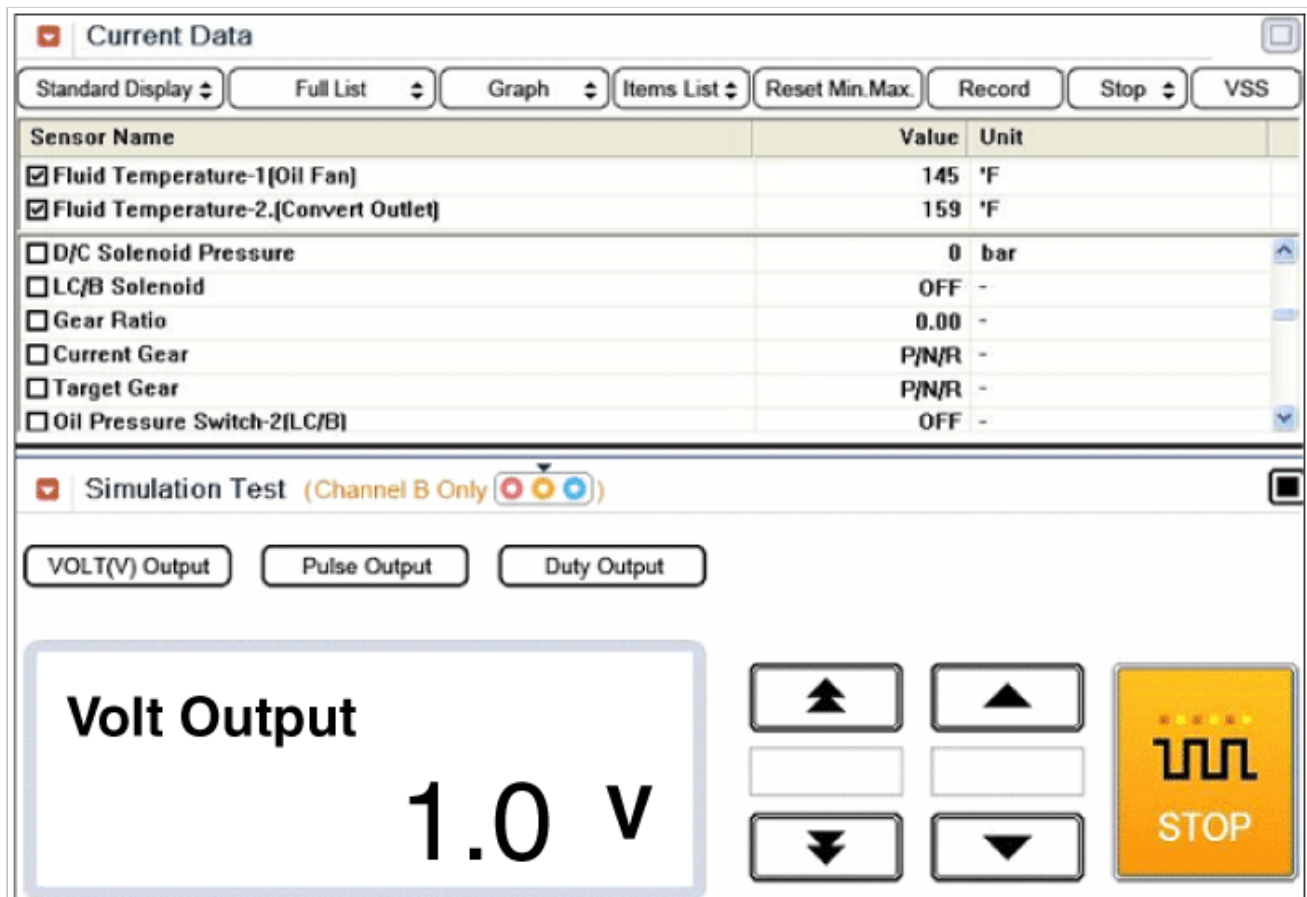 Current Data
Standard Display Full List Graph Items List Reset Min.Max. Record Stop VSS
Sensor Name Value Unit
Fluid Temperature-1(Oil Fan) 145 'F
Fluid Temperature-2.(Convert Outlet) 159 'F
D/C Solenoid Pressure 0 bar
LC/B Solenoid OFF -
Gear Ratio 0.00 -
Current Gear P/N/R -
Target Gear P/N/R -
Oil Pressure Switch-2(LC/B) OFF -
Simulation Test (Channel B Only )
VOLT(V) Output Pulse Output Duty Output
Volt Output
1.0 V
STOP